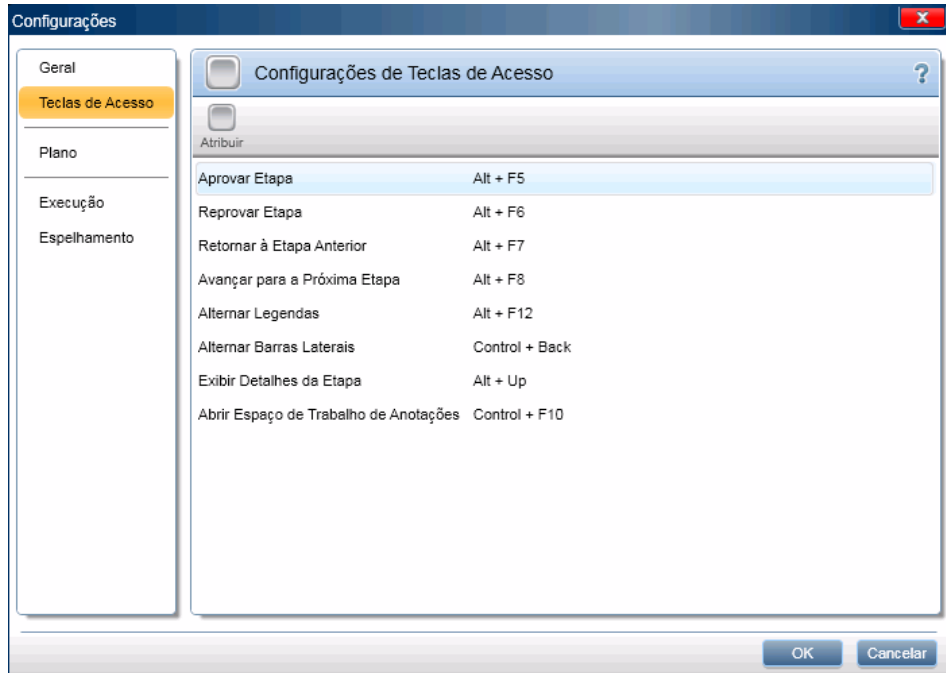 Configurações
Geral
Teclas de Acesso
Plano
Execução
Espelhamento
Configurações de Teclas de Acesso
?
Atribuir
Aprovar Etapa Alt + F5
Reprovar Etapa Alt + F6
Retornar à Etapa Anterior Alt + F7
Avançar para a Próxima Etapa Alt + F8
Alternar Legendas Alt + F12
Alternar Barras Laterais Control + Back
Exibir Detalhes da Etapa Alt + Up
Abrir Espaço de Trabalho de Anotações Control + F10
OK Cancelar